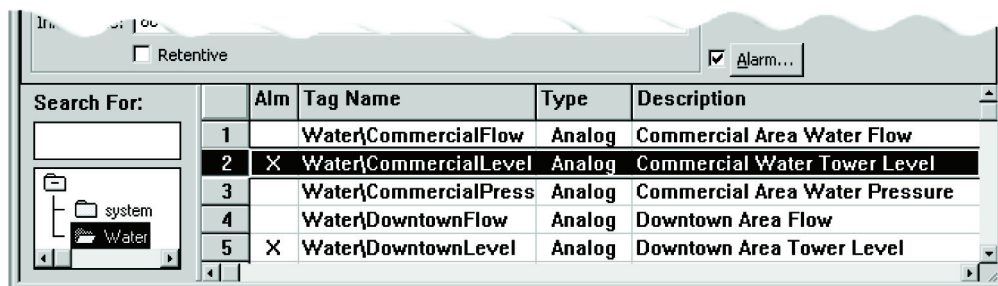 Retentive
Alarm...
Search For:
system
Water
Alm Tag Name Type Description
1 Water\CommercialFlow Analog Commercial Area Water Flow
2 X Water\CommercialLevel Analog Commercial Water Tower Level
3 Water\CommercialPress Analog Commercial Area Water Pressure
4 Water\DowntownFlow Analog Downtown Area Flow
5 X Water\DowntownLevel Analog Downtown Area Tower Level